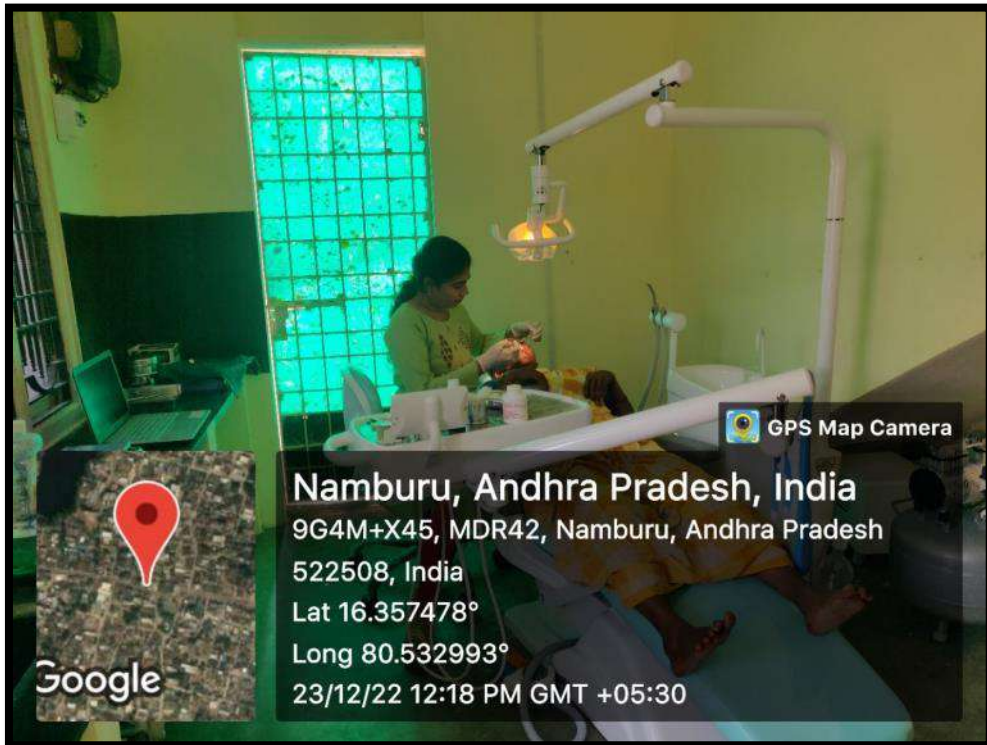 GPS Map Camera
Namburu, Andhra Pradesh, India
9G4M+X45, MDR42, Namburu, Andhra Pradesh
522508, India
Lat 16.357478°
Long 80.532993°
23/12/22 12:18 PM GMT +05:30
Google